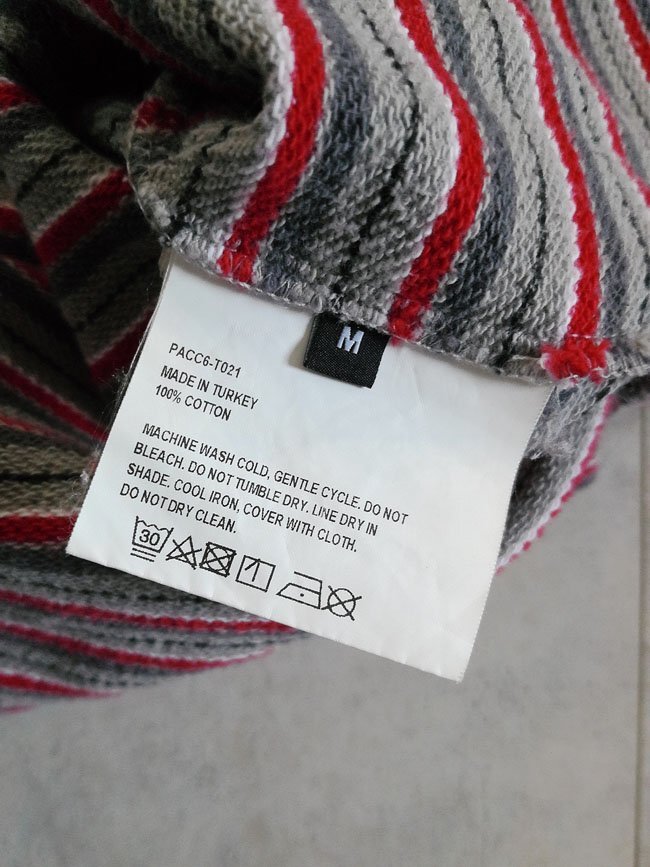 M
PACC6-T021
MADE IN TURKEY
100% COTTON
MACHINE WASH COLD, GENTLE CYCLE. DO NOT
BLEACH. DO NOT TUMBLE DRY. LINE DRY IN
SHADE. COOL IRON, COVER WITH CLOTH.
DO NOT DRY CLEAN.
30